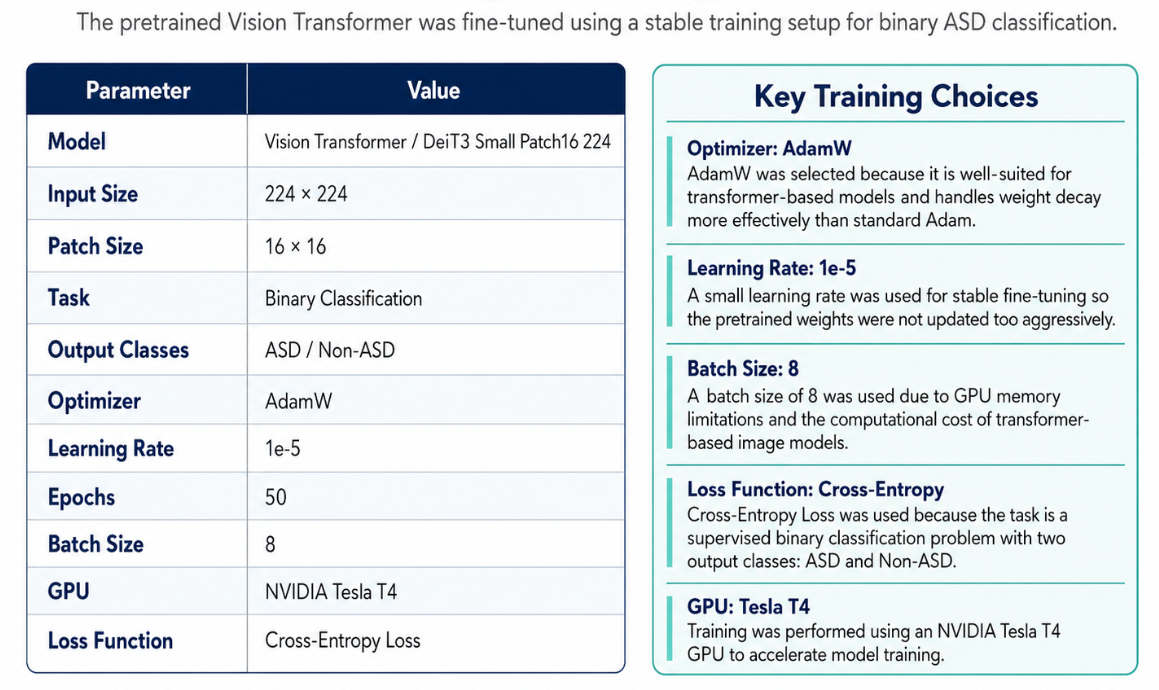 The pretrained Vision Transformer was fine-tuned using a stable training setup for binary ASD classification.
Parameter Value
Model Vision Transformer / DeiT3 Small Patch16 224
Input Size 224 × 224
Patch Size 16 × 16
Task Binary Classification
Output Classes ASD / Non-ASD
Optimizer AdamW
Learning Rate 1e-5
Epochs 50
Batch Size 8
GPU NVIDIA Tesla T4
Loss Function Cross-Entropy Loss
Key Training Choices
Optimizer: AdamW
AdamW was selected because it is well-suited for
transformer-based models and handles weight decay
more effectively than standard Adam.
Learning Rate: 1e-5
A small learning rate was used for stable fine-tuning so
the pretrained weights were not updated too aggressively.
Batch Size: 8
A batch size of 8 was used due to GPU memory
limitations and the computational cost of transformer-
based image models.
Loss Function: Cross-Entropy
Cross-Entropy Loss was used because the task is a
supervised binary classification problem with two
output classes: ASD and Non-ASD.
GPU: Tesla T4
Training was performed using an NVIDIA Tesla T4
GPU to accelerate model training.